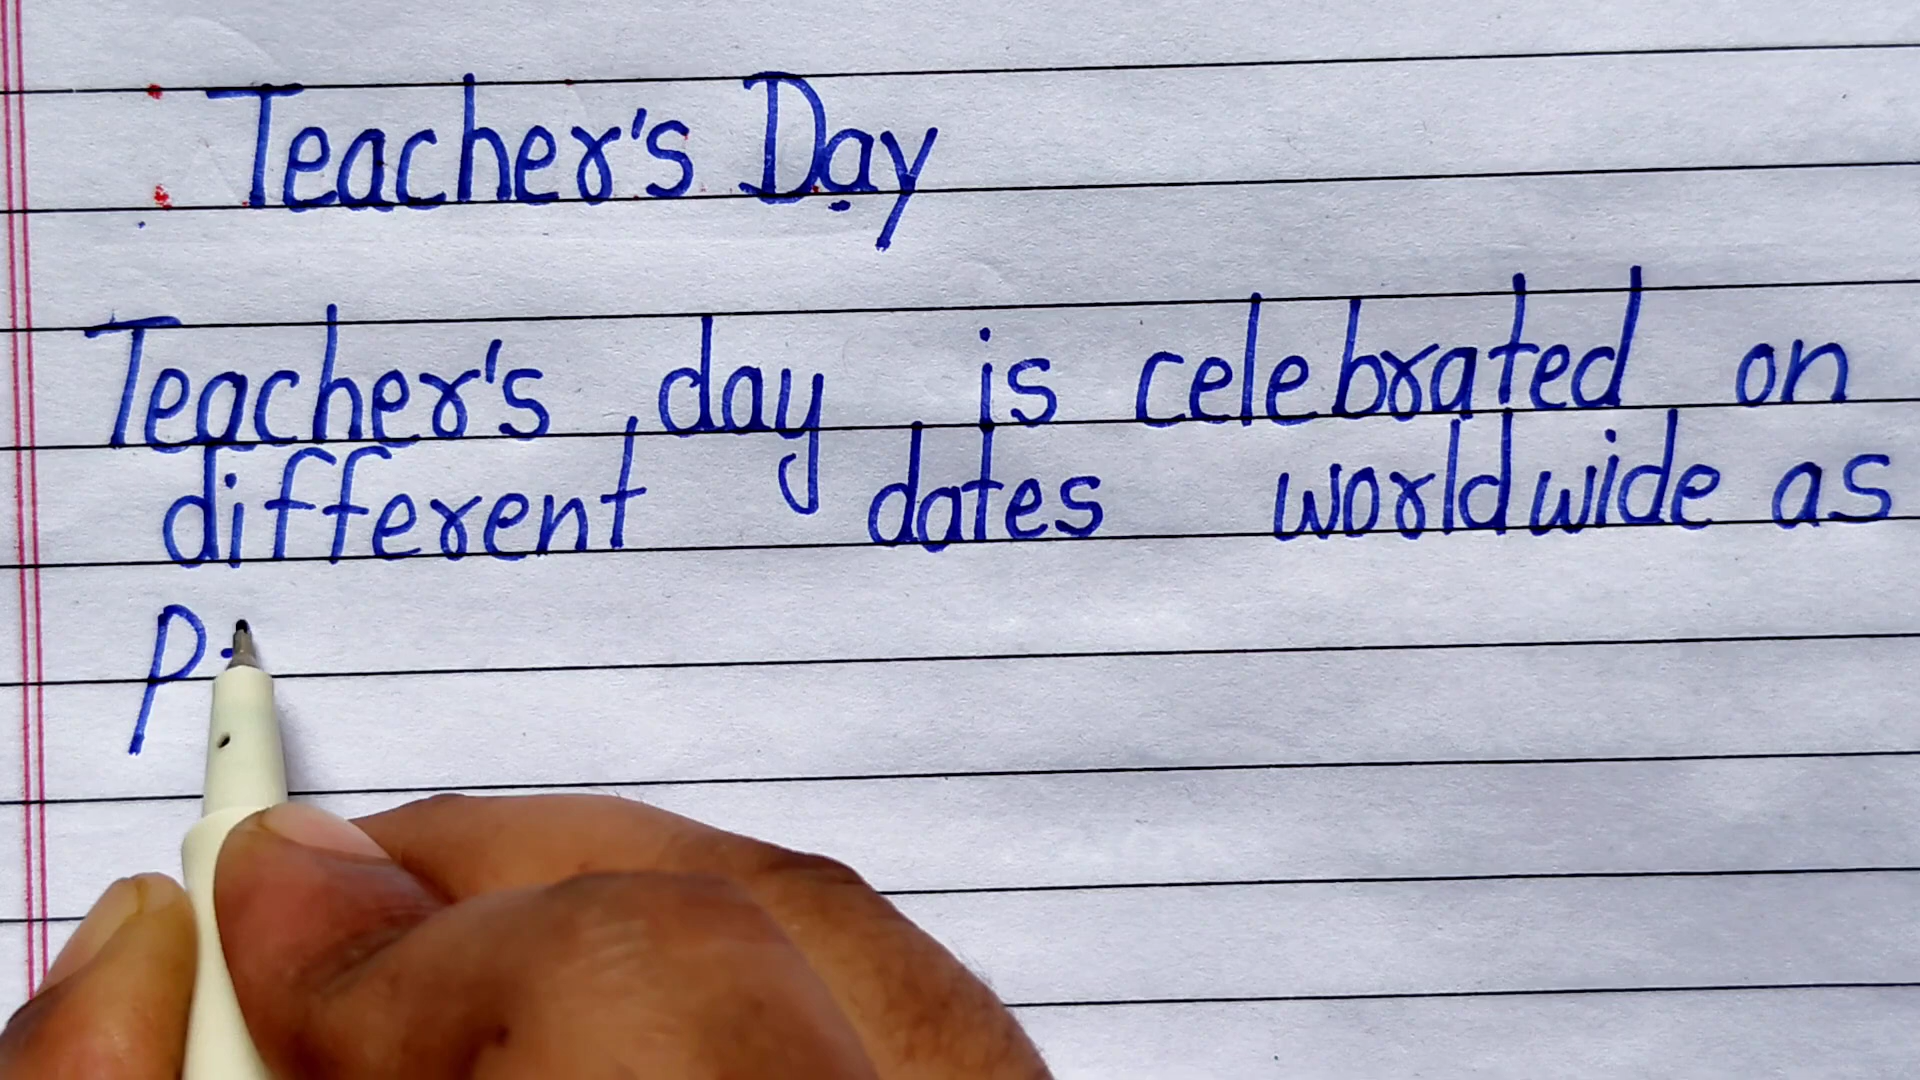 Teacher's Day
Teacher's day is celebrated on
different dates worldwide as